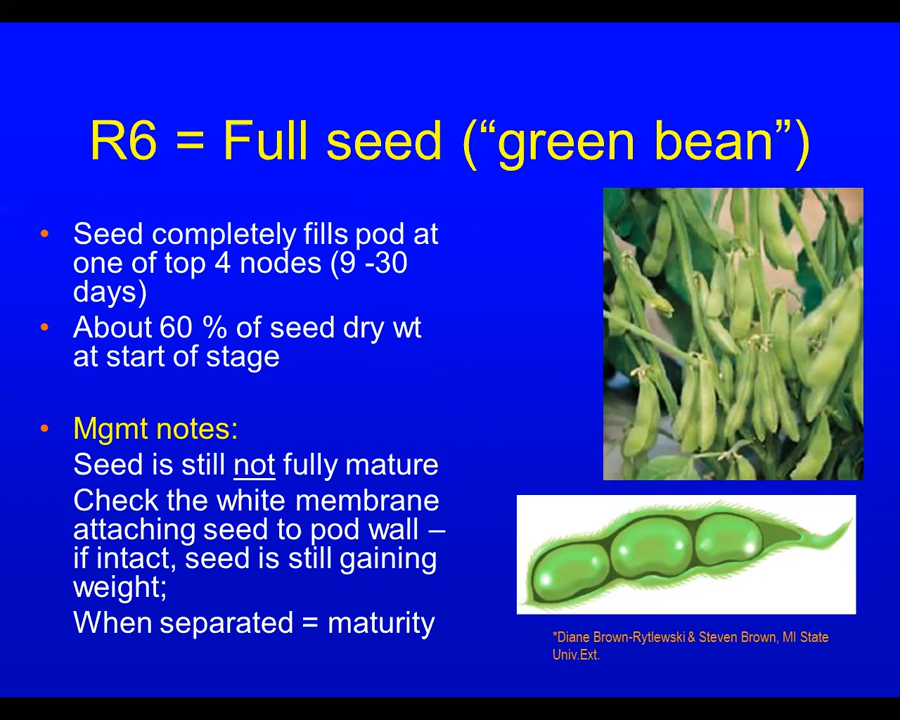 R6 = Full seed (“green bean”)
• Seed completely fills pod at
one of top 4 nodes (9 -30
days)
• About 60 % of seed dry wt
at start of stage
• Mgmt notes:
Seed is still not fully mature
Check the white membrane
attaching seed to pod wall –
if intact, seed is still gaining
weight;
When separated = maturity
*Diane Brown-Rytlewski & Steven Brown, MI State
Univ.Ext.